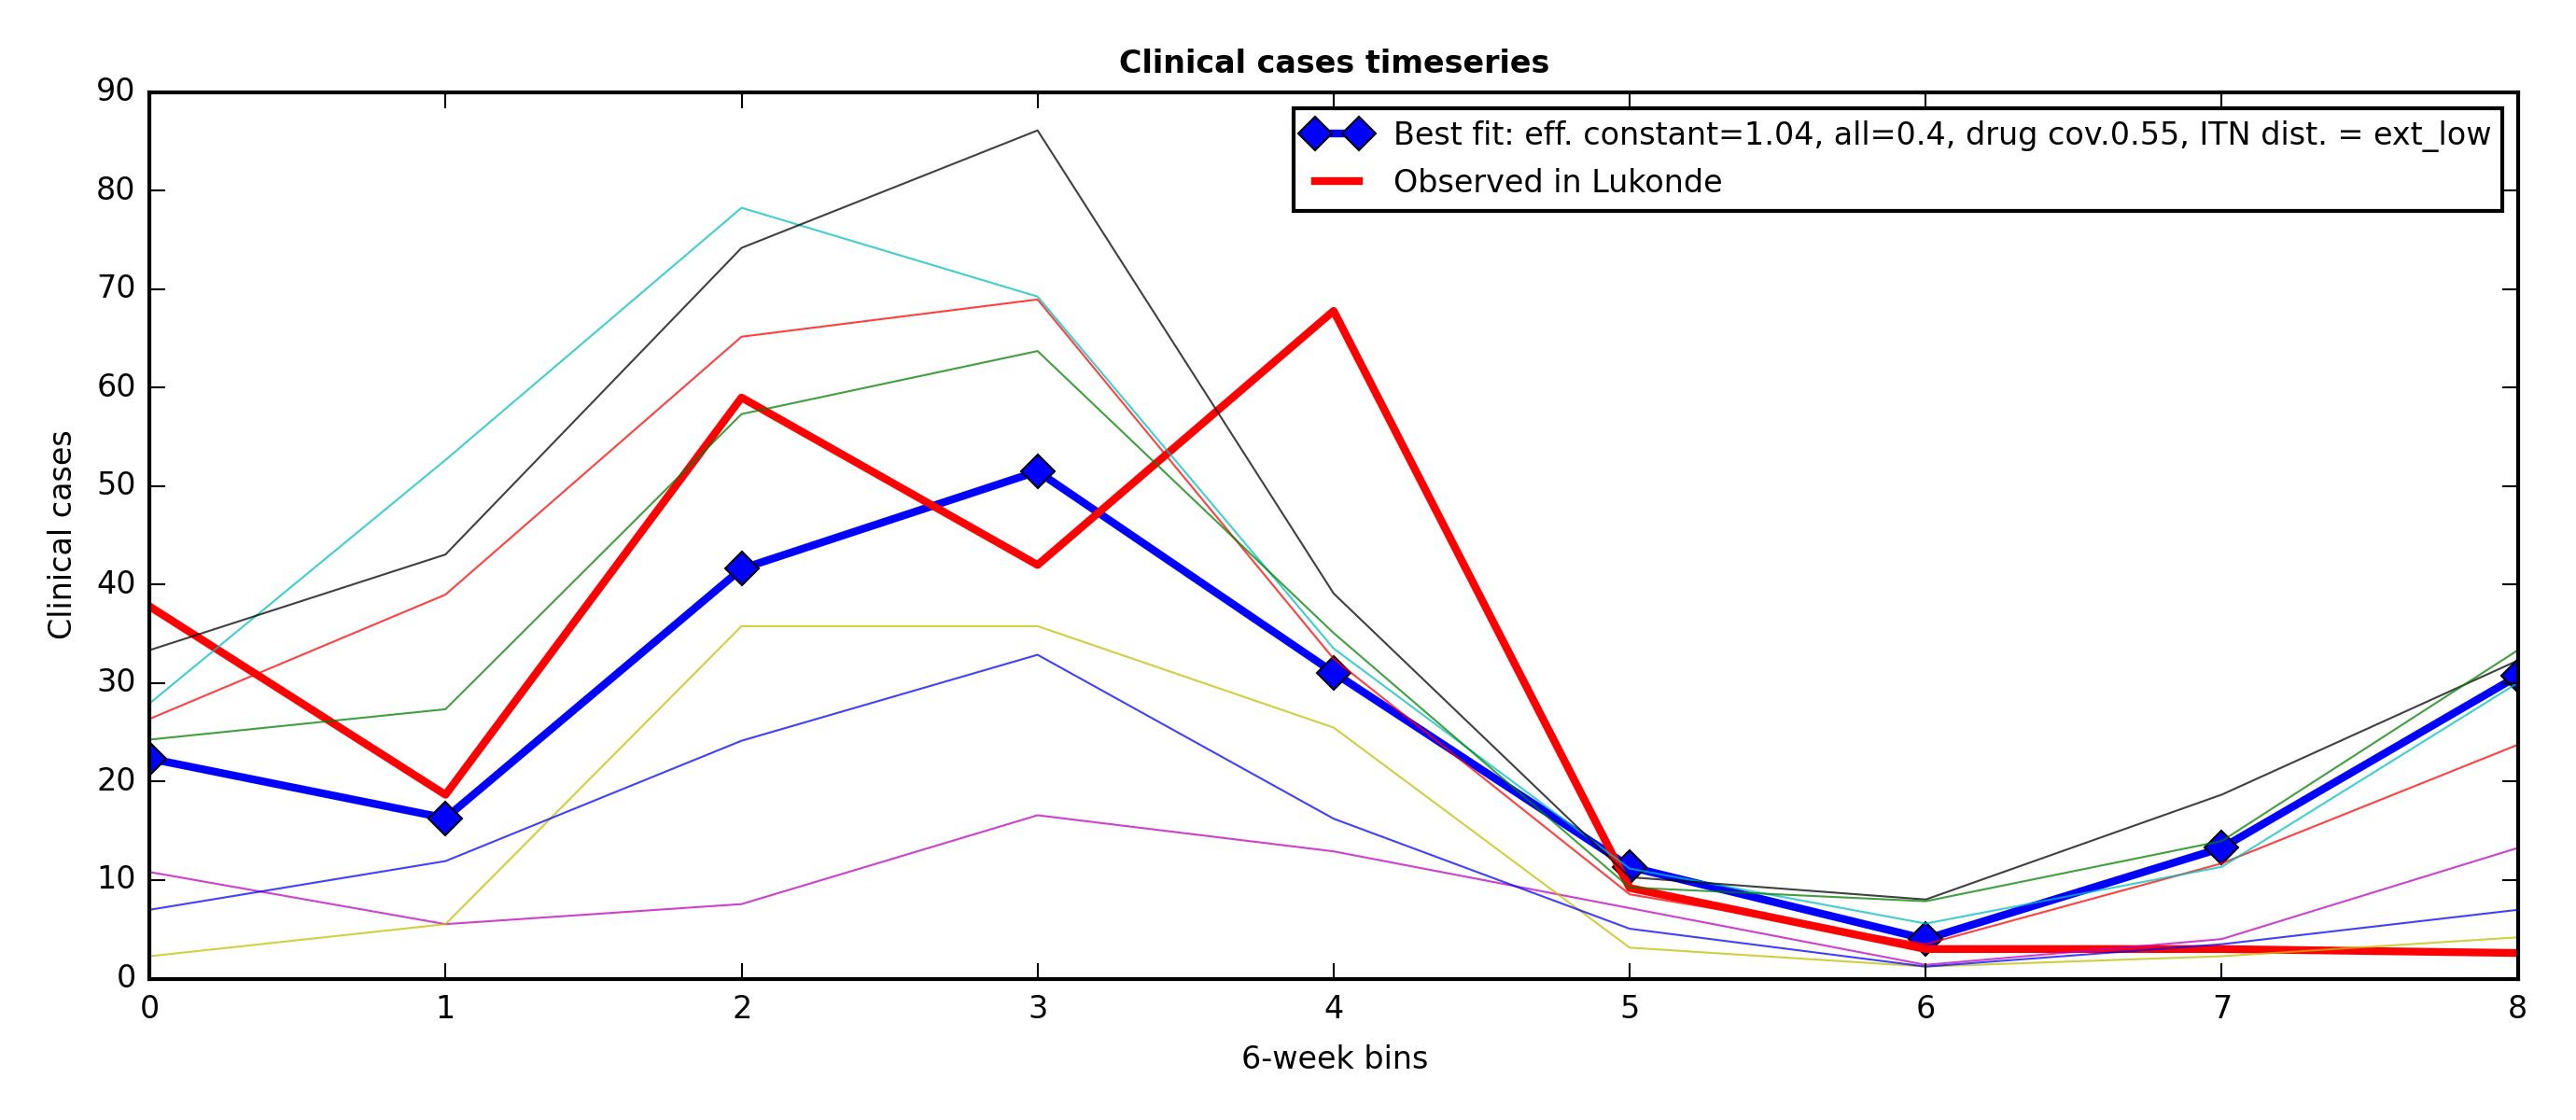 Clinical cases timeseries
90
80
70
60
50
40
30
20
10
0
Clinical cases
Best fit: eff. constant=1.04, all=0.4, drug cov.0.55, ITN dist. = ext_low
Observed in Lukonde
0 1 2 3 4 5 6 7 8
6-week bins